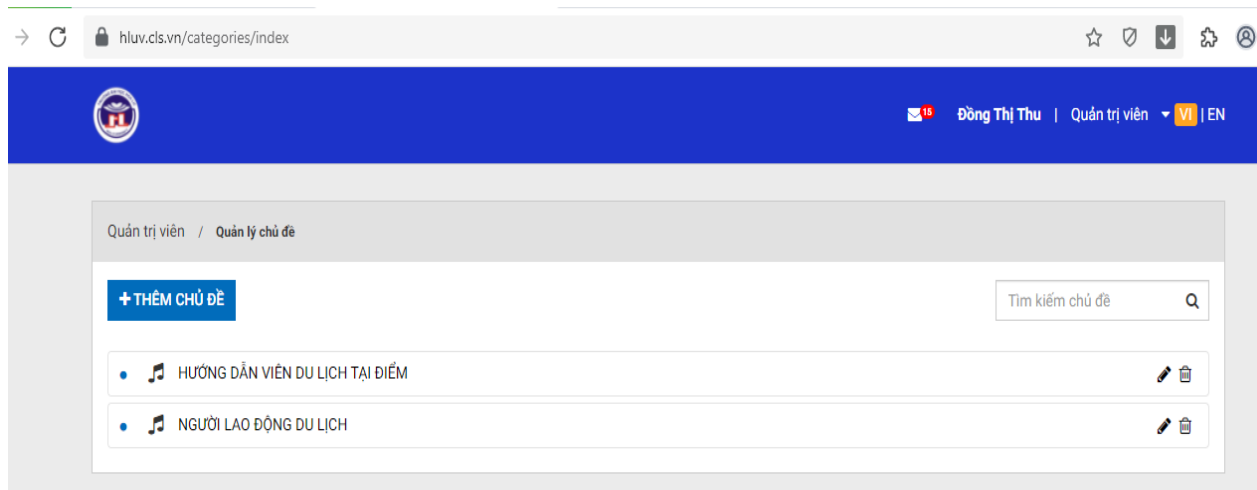 hluv.cls.vn/categories/index
15 Đồng Thị Thu | Quản trị viên VI | EN
Quản trị viên / Quản lý chủ đề
+ THÊM CHỦ ĐỀ
Tìm kiếm chủ đề
HƯỚNG DẪN VIÊN DU LỊCH TẠI ĐIỂM
NGƯỜI LAO ĐỘNG DU LỊCH